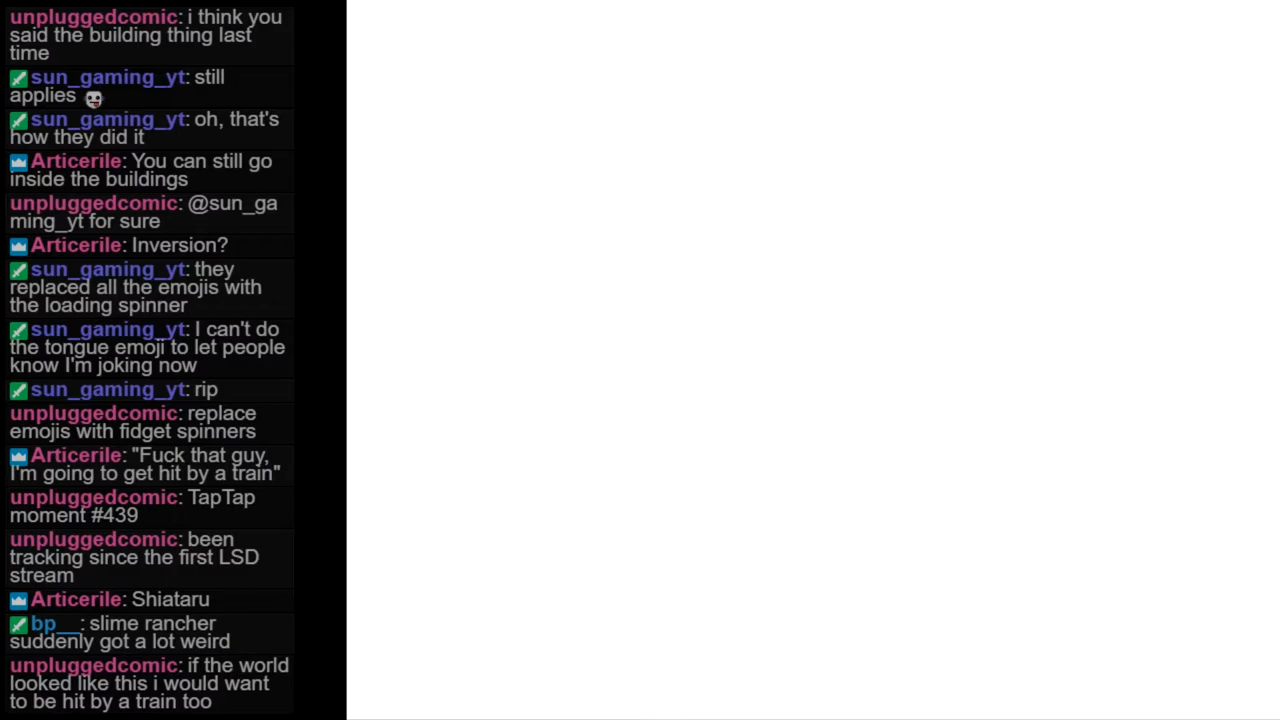 unpluggedcomic: i think you
said the building thing last
time
sun_gaming_yt: still
applies
sun_gaming_yt: oh, that's
how they did it
Articerile: You can still go
inside the buildings
unpluggedcomic: @sun_ga
ming_yt for sure
Articerile: Inversion?
sun_gaming_yt: they
replaced all the emojis with
the loading spinner
sun_gaming_yt: I can't do
the tongue emoji to let people
know I'm joking now
sun_gaming_yt: rip
unpluggedcomic: replace
emojis with fidget spinners
Articerile: "Fuck that guy,
I'm going to get hit by a train"
unpluggedcomic: TapTap
moment #439
unpluggedcomic: been
tracking since the first LSD
stream
Articerile: Shiataru
bp__: slime rancher
suddenly got a lot weird
unpluggedcomic: if the world
looked like this i would want
to be hit by a train too